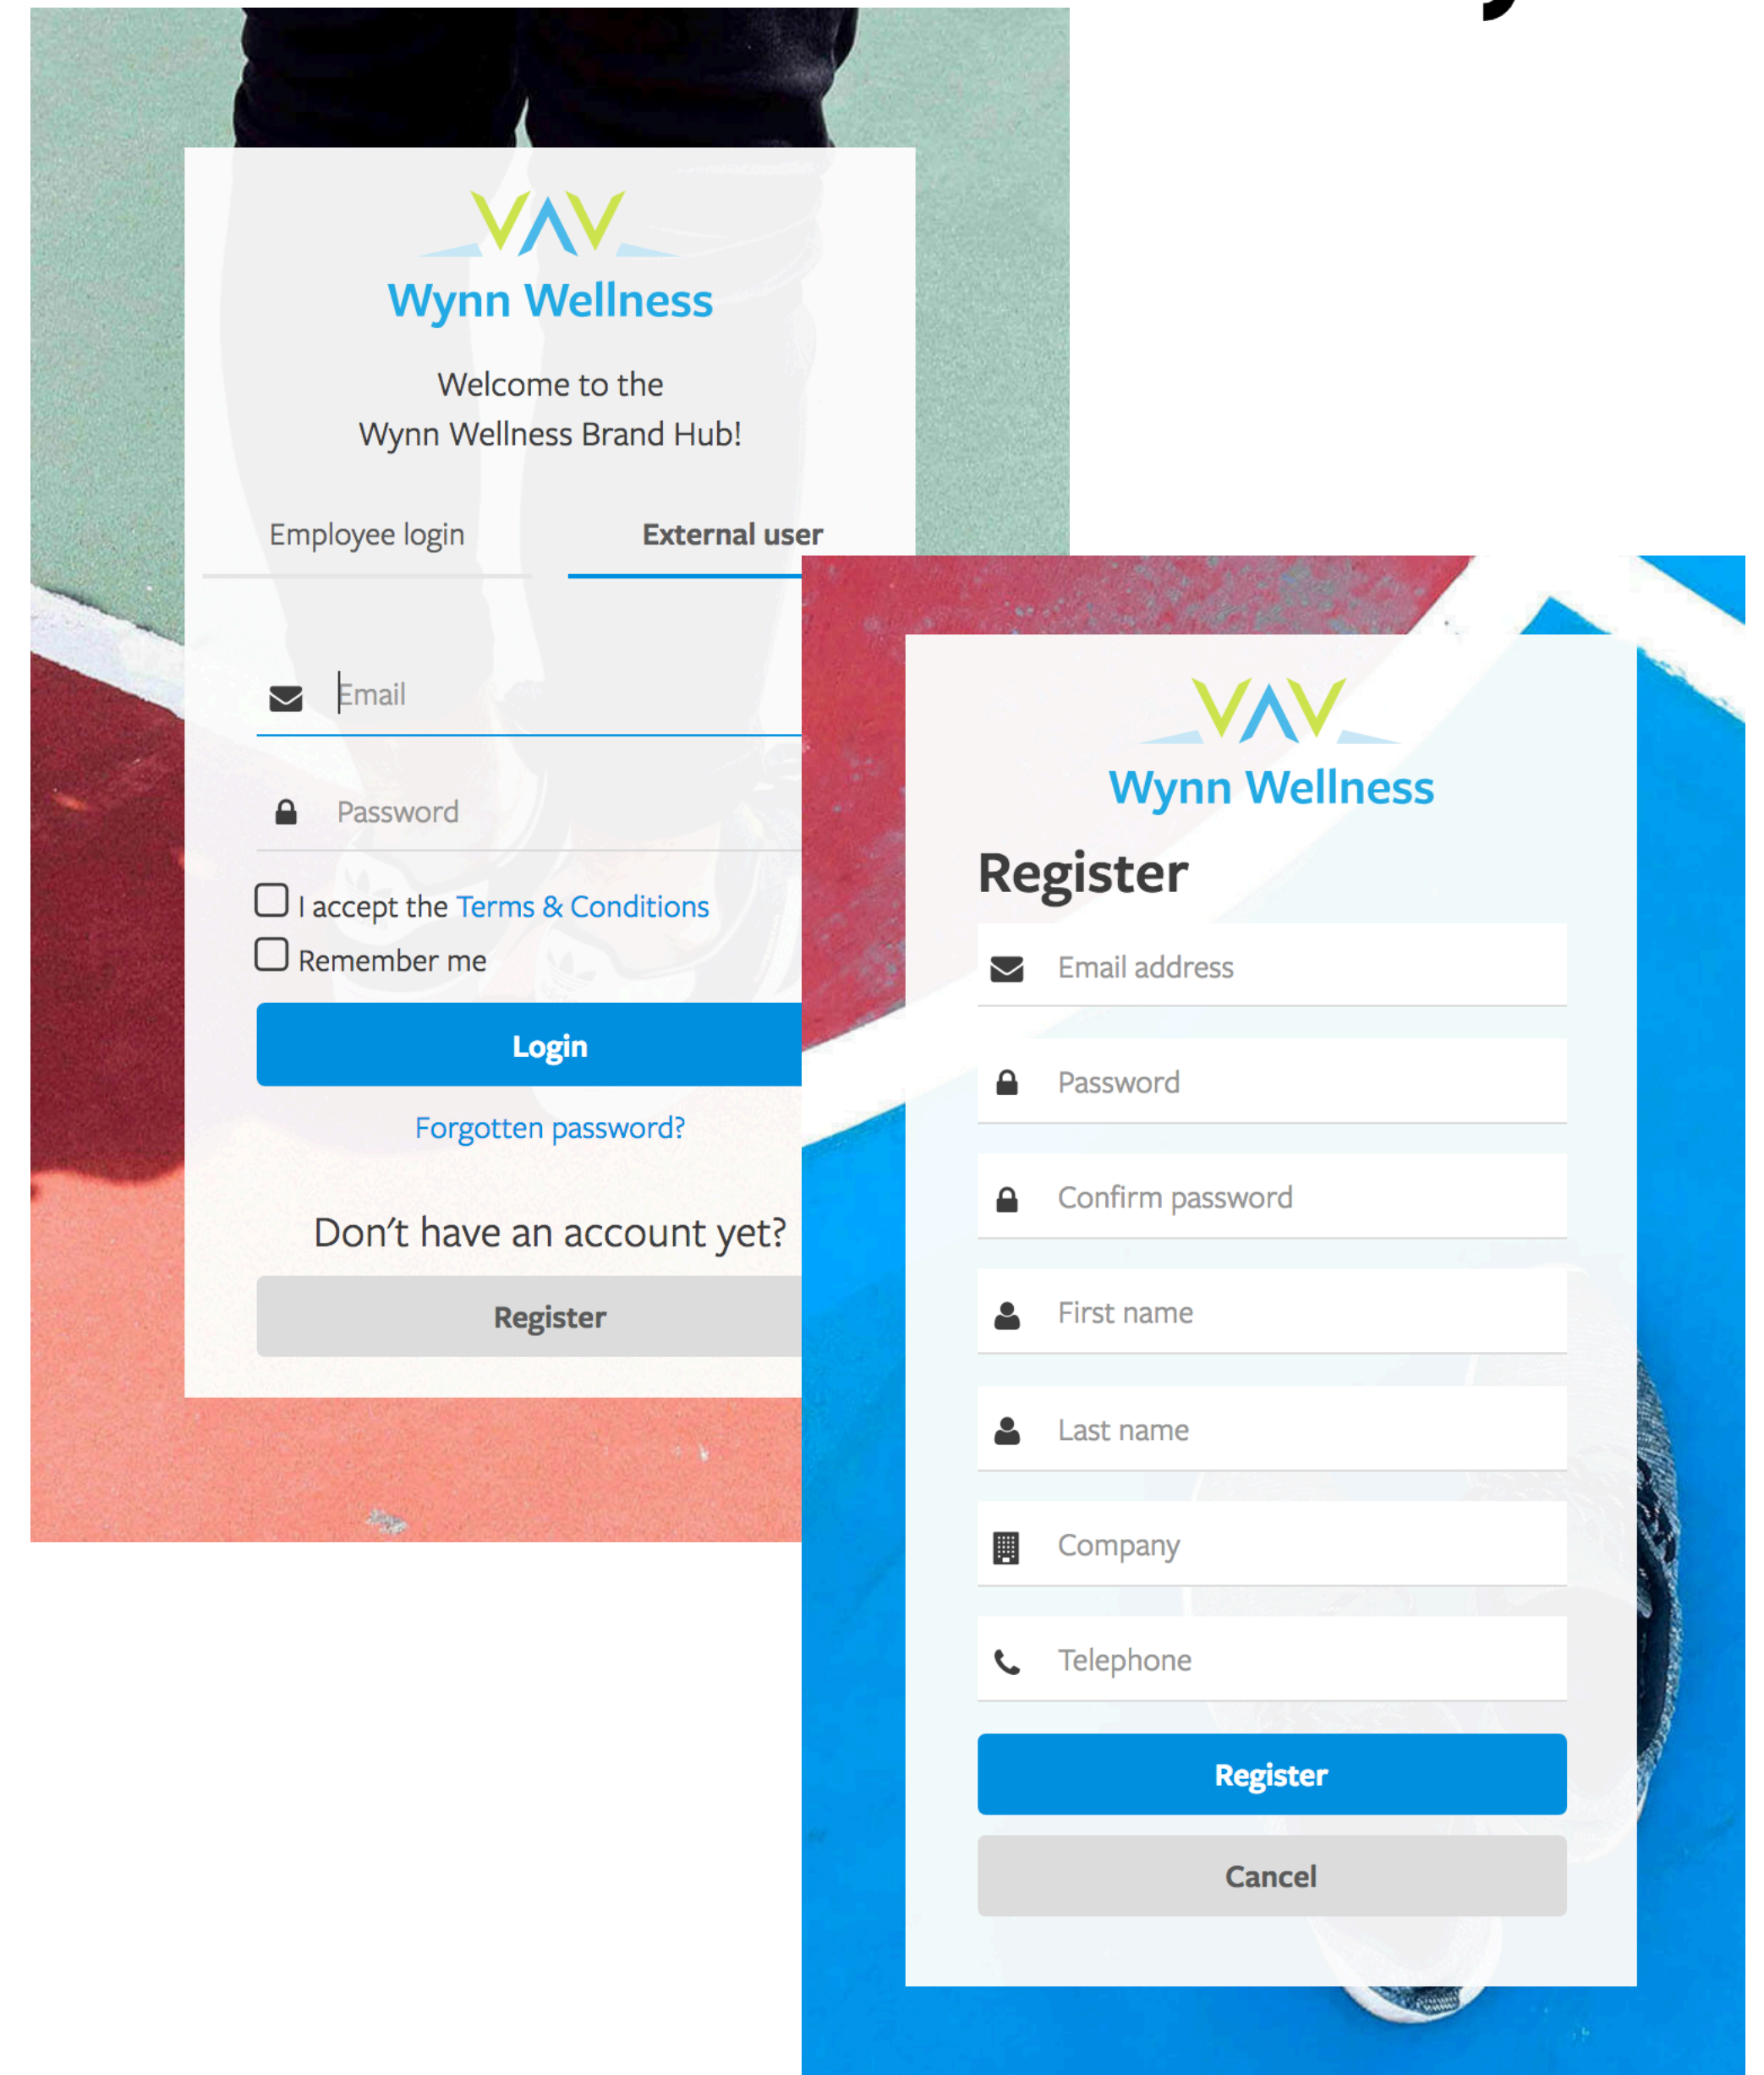 Wynn Wellness
Welcome to the
Wynn Wellness Brand Hub!
Employee login
External user
Email
Password
I accept the Terms & Conditions
Remember me
Login
Forgotten password?
Don't have an account yet?
Register
Wynn Wellness
Register
Email address
Password
Confirm password
First name
Last name
Company
Telephone
Register
Cancel